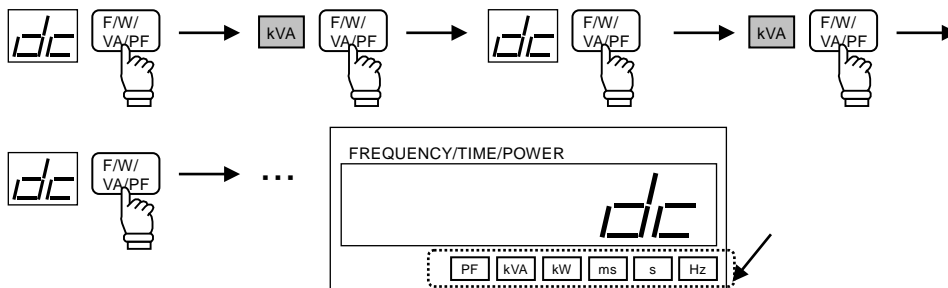 dc F/W/
VA/PF kVA F/W/
VA/PF dc F/W/
VA/PF kVA F/W/
VA/PF
dc F/W/
VA/PF ...
FREQUENCY/TIME/POWER
dc
PF kVA kW ms s Hz